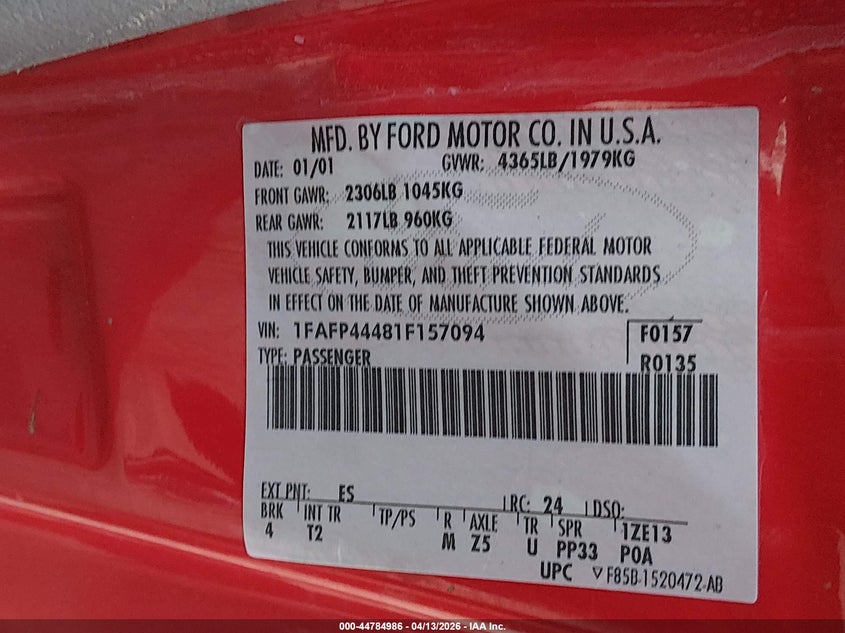 MFD. BY FORD MOTOR CO. IN U.S.A.
DATE: 01/01 GVWR: 4365LB/1979KG
FRONT GAWR: 2306LB 1045KG
REAR GAWR: 2117LB 960KG
THIS VEHICLE CONFORMS TO ALL APPLICABLE FEDERAL MOTOR
VEHICLE SAFETY, BUMPER, AND THEFT PREVENTION STANDARDS
IN EFFECT ON THE DATE OF MANUFACTURE SHOWN ABOVE.
VIN: 1FAFP44481F157094 F0157
TYPE: PASSENGER R0135
EXT PNT: ES RC: 24 DSO:
BRK INT TR TP/PS R AXLE TR SPR 1ZE13
4 T2 M Z5 U PP33 P0A
UPC ▽F85B-1520472-AB
000-44784986 - 04/13/2026 - IAA Inc.